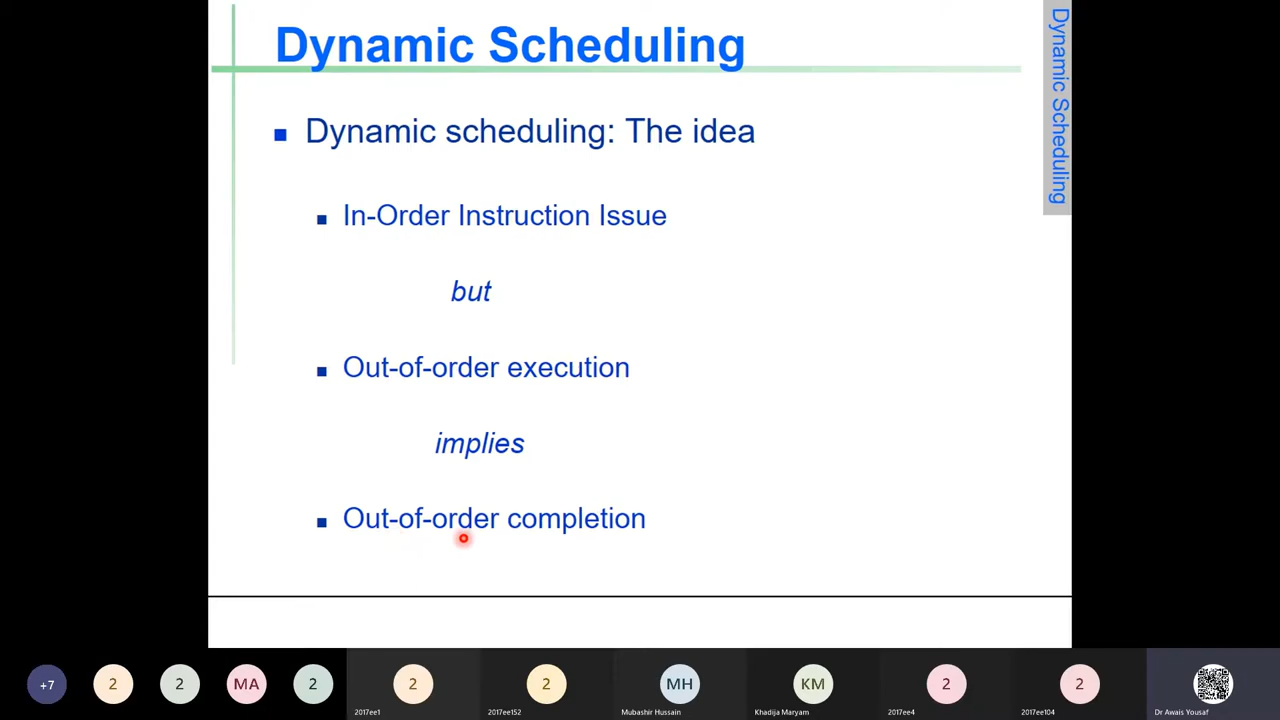 Dynamic Scheduling
Dynamic Scheduling
Dynamic scheduling: The idea
In-Order Instruction Issue
but
Out-of-order execution
implies
Out-of-order completion
+7
2
2
MA
2
2
2
MH
KM
2
2
2017ee1
2017ee152
Mubashir Hussain
Khadija Maryam
2017ee4
2017ee104
Dr Awais Yousaf